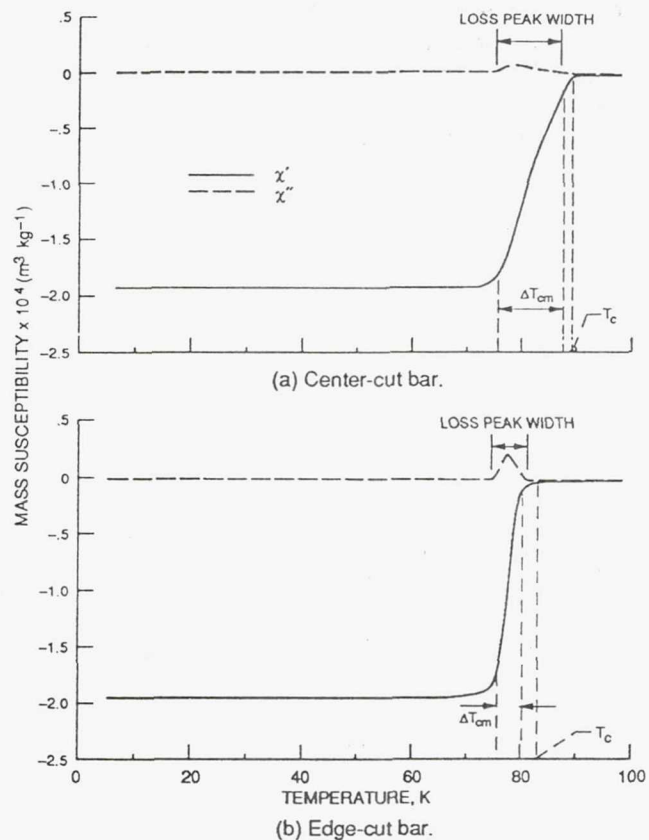 LOSS PEAK WIDTH
.5
0
-.5
-1.0
-1.5
-2.0
-2.5
χ′
χ″
ΔTcm
Tc
(a) Center-cut bar.
MASS SUSCEPTIBILITY x 10⁴ (m³ kg⁻¹)
LOSS PEAK WIDTH
.5
0
-.5
-1.0
-1.5
-2.0
-2.5
ΔTcm
Tc
0 20 40 60 80 100
TEMPERATURE, K
(b) Edge-cut bar.